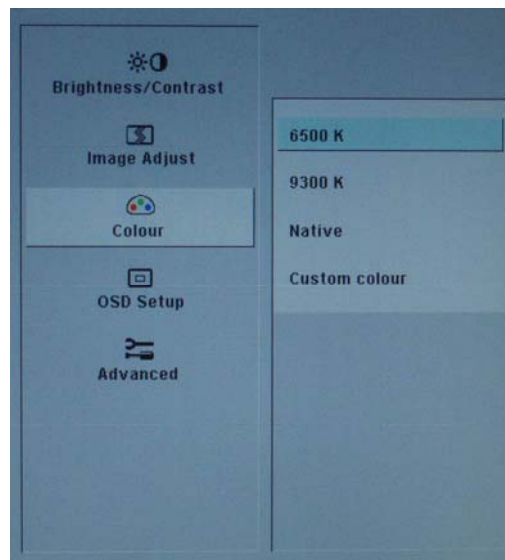 Brightness/Contrast
Image Adjust
Colour
OSD Setup
Advanced
6500 K
9300 K
Native
Custom colour